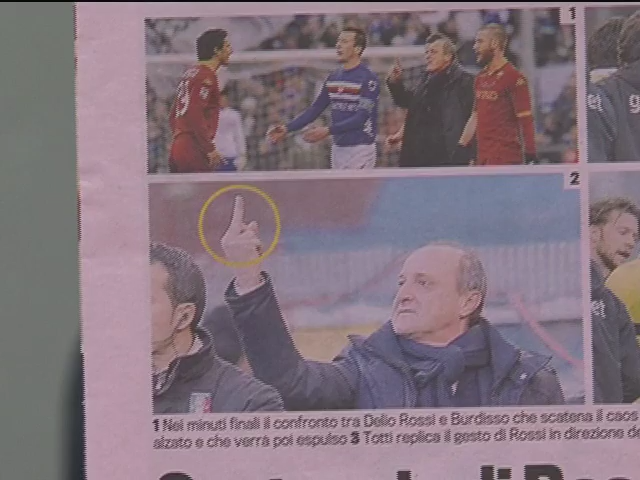 1
2
1 Nei minuti finali il confronto tra Delio Rossi e Burdisso che scatena il caos
alzato e che verrà poi espulso 3 Totti replica il gesto di Rossi in direzione de